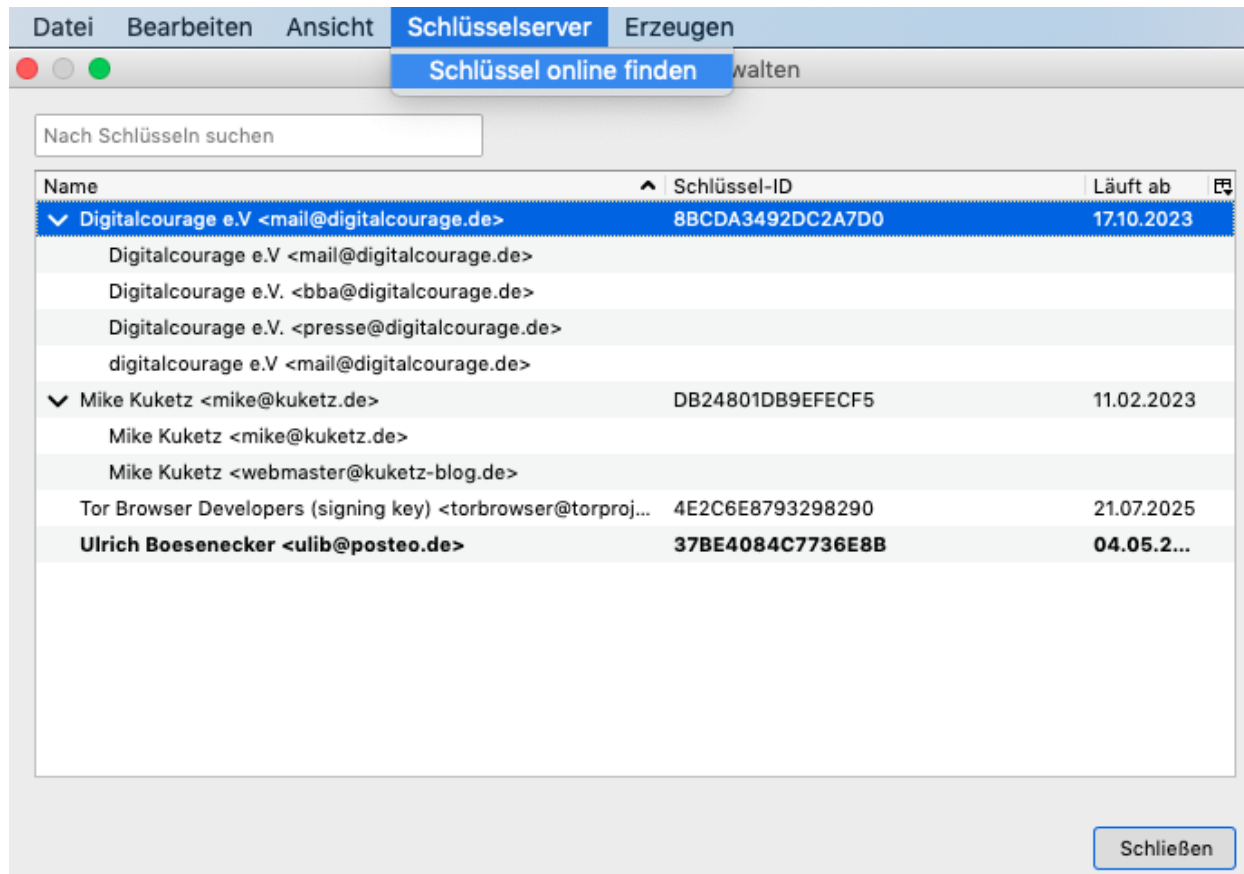 Datei Bearbeiten Ansicht Schlüsselserver Erzeugen
Schlüssel online finden walten
Nach Schlüsseln suchen
Name Schlüssel-ID Läuft ab
Digitalcourage e.V <mail@digitalcourage.de> 8BCDA3492DC2A7D0 17.10.2023
Digitalcourage e.V <mail@digitalcourage.de>
Digitalcourage e.V. <bba@digitalcourage.de>
Digitalcourage e.V. <presse@digitalcourage.de>
digitalcourage e.V <mail@digitalcourage.de>
Mike Kuketz <mike@kuketz.de> DB24801DB9EFECF5 11.02.2023
Mike Kuketz <mike@kuketz.de>
Mike Kuketz <webmaster@kuketz-blog.de>
Tor Browser Developers (signing key) <torbrowser@torproj... 4E2C6E8793298290 21.07.2025
Ulrich Boesenecker <ulib@posteo.de> 37BE4084C7736E8B 04.05.2...
Schließen